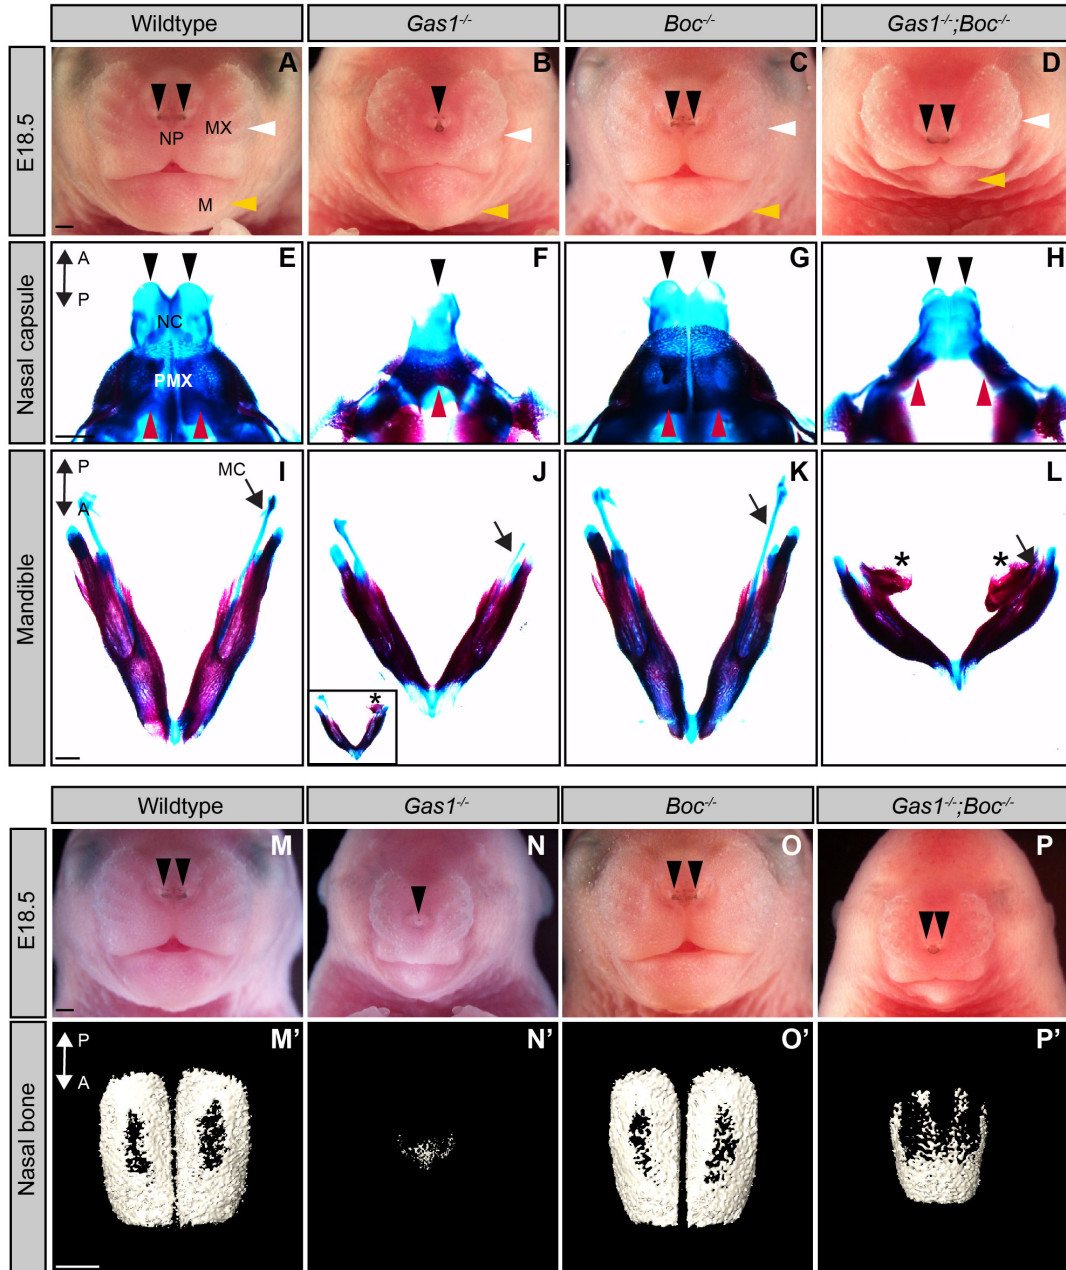 Wildtype
Gas1-/-
Boc-/-
Gas1-/-;Boc-/-
E18.5
A
NP
MX
M
B
C
D
Nasal capsule
A
P
E
NC
PMX
F
G
H
Mandible
P
A
MC
I
J
*
K
L
* *
Wildtype
Gas1-/-
Boc-/-
Gas1-/-;Boc-/-
E18.5
M
N
O
P
Nasal bone
P
A
M’
N’
O’
P’